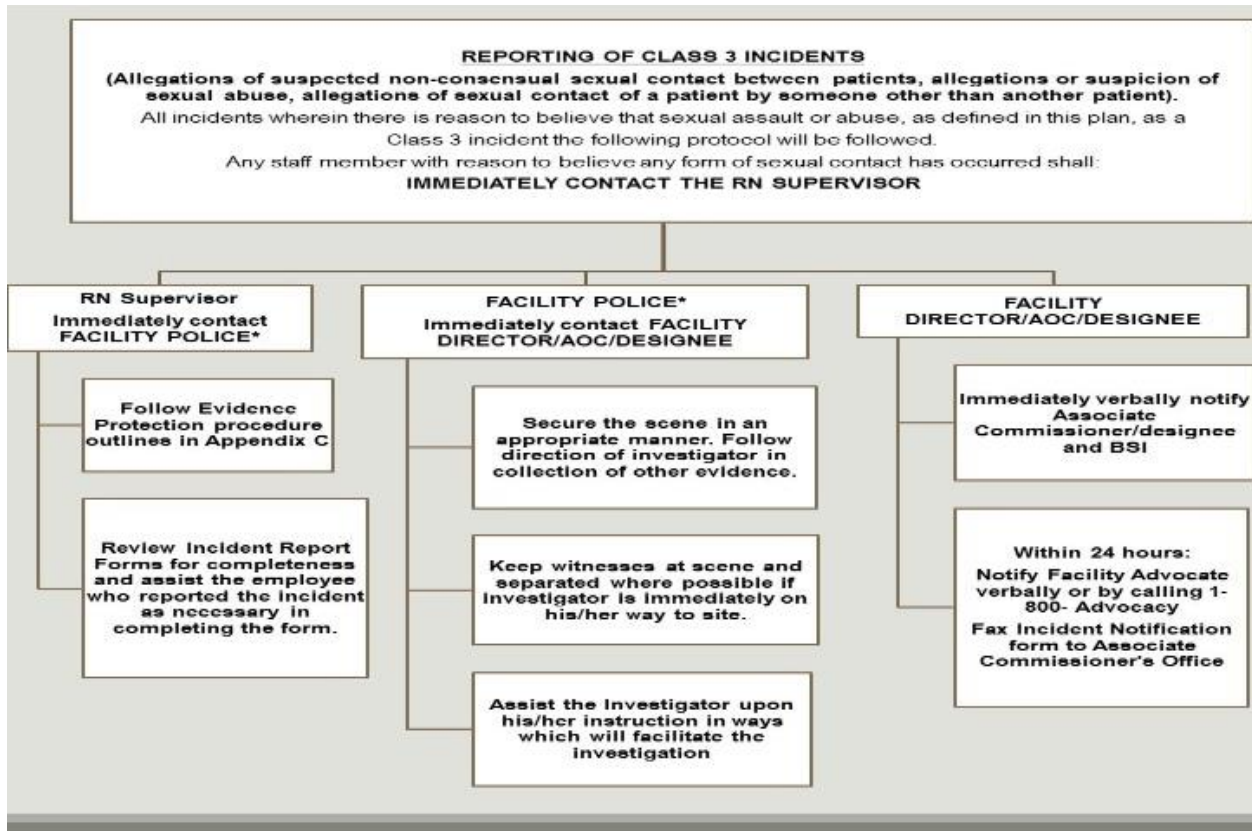 REPORTING OF CLASS 3 INCIDENTS
(Allegations of suspected non-consensual sexual contact between patients, allegations or suspicion of
sexual abuse, allegations of sexual contact of a patient by someone other than another patient).
All incidents wherein there is reason to believe that sexual assault or abuse, as defined in this plan, as a
Class 3 incident the following protocol will be followed.
Any staff member with reason to believe any form of sexual contact has occurred shall:
IMMEDIATELY CONTACT THE RN SUPERVISOR
RN Supervisor
Immediately contact
FACILITY POLICE*
Follow Evidence
Protection procedure
outlines in Appendix C
Review Incident Report
Forms for completeness
and assist the employee
who reported the incident
as necessary in
completing the form.
FACILITY POLICE*
Immediately contact FACILITY
DIRECTOR/AOC/DESIGNEE
Secure the scene in an
appropriate manner. Follow
direction of investigator in
collection of other evidence.
Keep witnesses at scene and
separated where possible if
Investigator is immediately on
his/her way to site.
Assist the Investigator upon
his/her instruction in ways
which will facilitate the
investigation
FACILITY
DIRECTOR/AOC/DESIGNEE
Immediately verbally notify
Associate
Commissioner/designee
and BSI
Within 24 hours:
Notify Facility Advocate
verbally or by calling 1-
800- Advocacy
Fax Incident Notification
form to Associate
Commissioner's Office